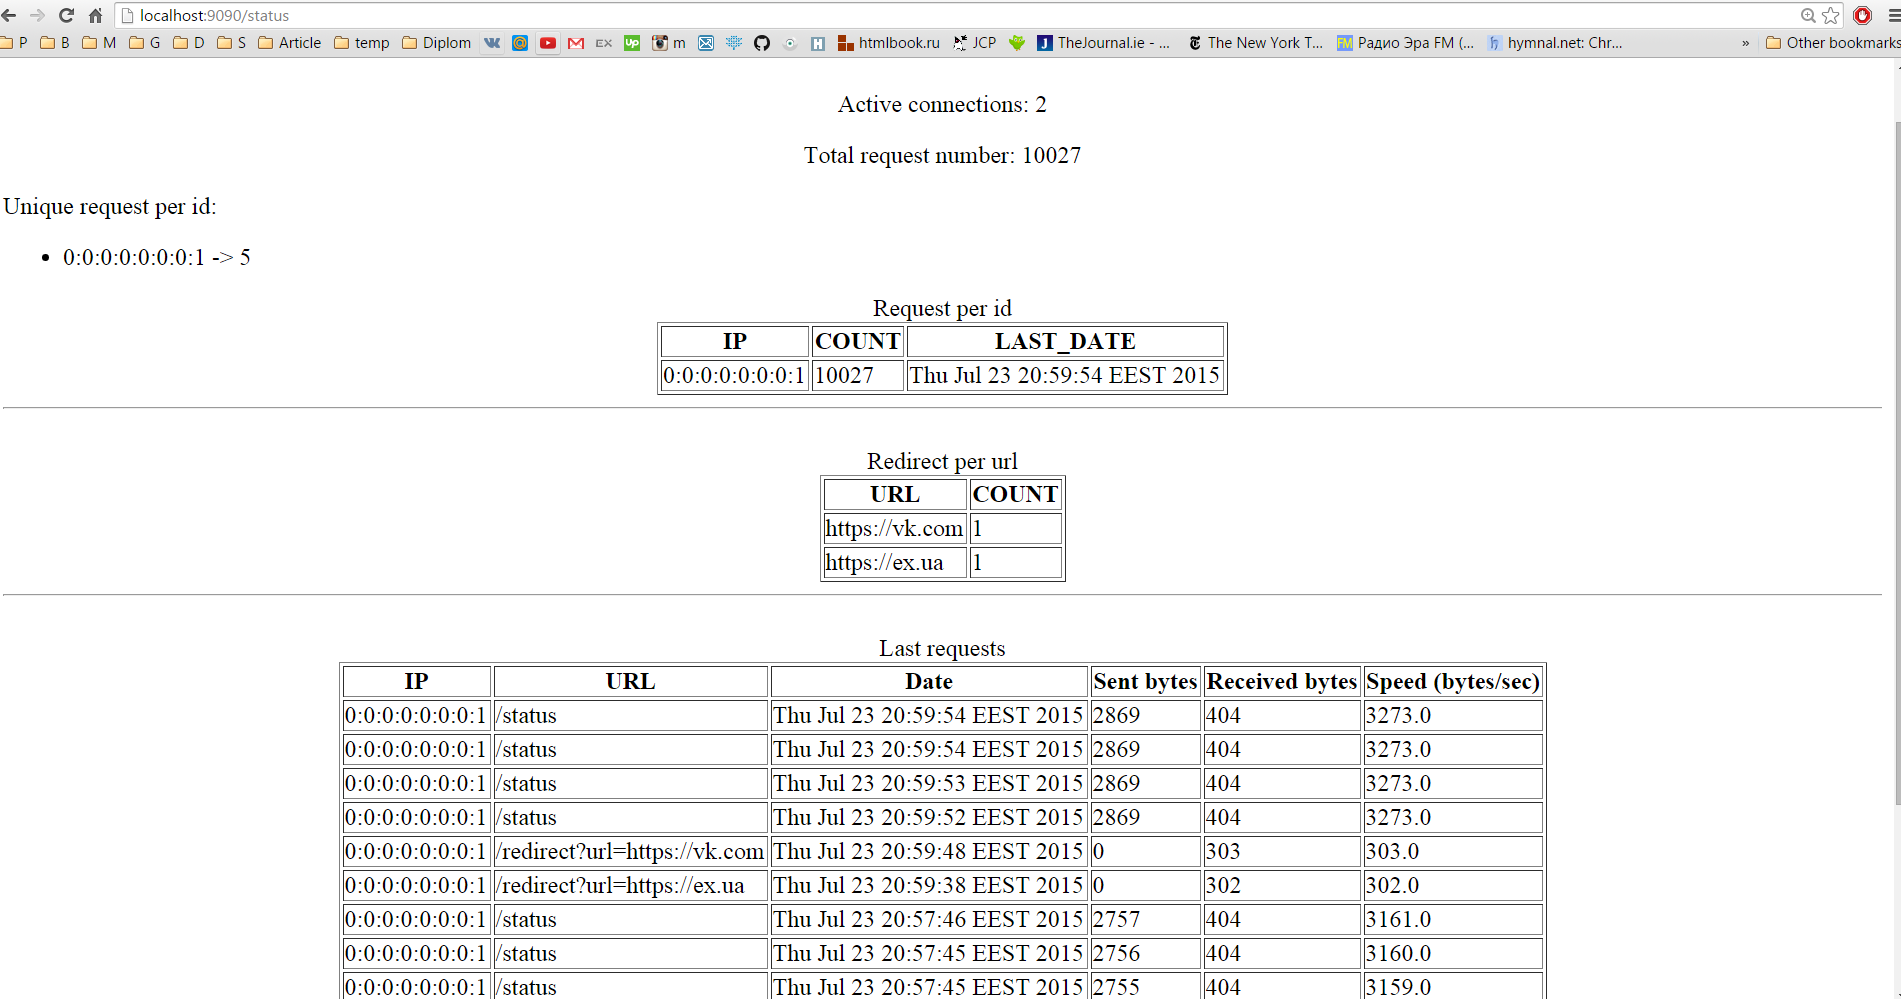 localhost:9090/status
P B M G D S Article temp Diplom EX UP m H htmlbook.ru JCP J TheJournal.ie - ... The New York T... FM Радио Эра FM (... hymnal.net: Chr... » Other bookmarks
Active connections: 2
Total request number: 10027
Unique request per id:
• 0:0:0:0:0:0:0:1 -> 5
Request per id
IP COUNT LAST_DATE
0:0:0:0:0:0:0:1 10027 Thu Jul 23 20:59:54 EEST 2015
Redirect per url
URL COUNT
https://vk.com 1
https://ex.ua 1
Last requests
IP URL Date Sent bytes Received bytes Speed (bytes/sec)
0:0:0:0:0:0:0:1 /status Thu Jul 23 20:59:54 EEST 2015 2869 404 3273.0
0:0:0:0:0:0:0:1 /status Thu Jul 23 20:59:54 EEST 2015 2869 404 3273.0
0:0:0:0:0:0:0:1 /status Thu Jul 23 20:59:53 EEST 2015 2869 404 3273.0
0:0:0:0:0:0:0:1 /status Thu Jul 23 20:59:52 EEST 2015 2869 404 3273.0
0:0:0:0:0:0:0:1 /redirect?url=https://vk.com Thu Jul 23 20:59:48 EEST 2015 0 303 303.0
0:0:0:0:0:0:0:1 /redirect?url=https://ex.ua Thu Jul 23 20:59:38 EEST 2015 0 302 302.0
0:0:0:0:0:0:0:1 /status Thu Jul 23 20:57:46 EEST 2015 2757 404 3161.0
0:0:0:0:0:0:0:1 /status Thu Jul 23 20:57:45 EEST 2015 2756 404 3160.0
0:0:0:0:0:0:0:1 /status Thu Jul 23 20:57:45 EEST 2015 2755 404 3159.0